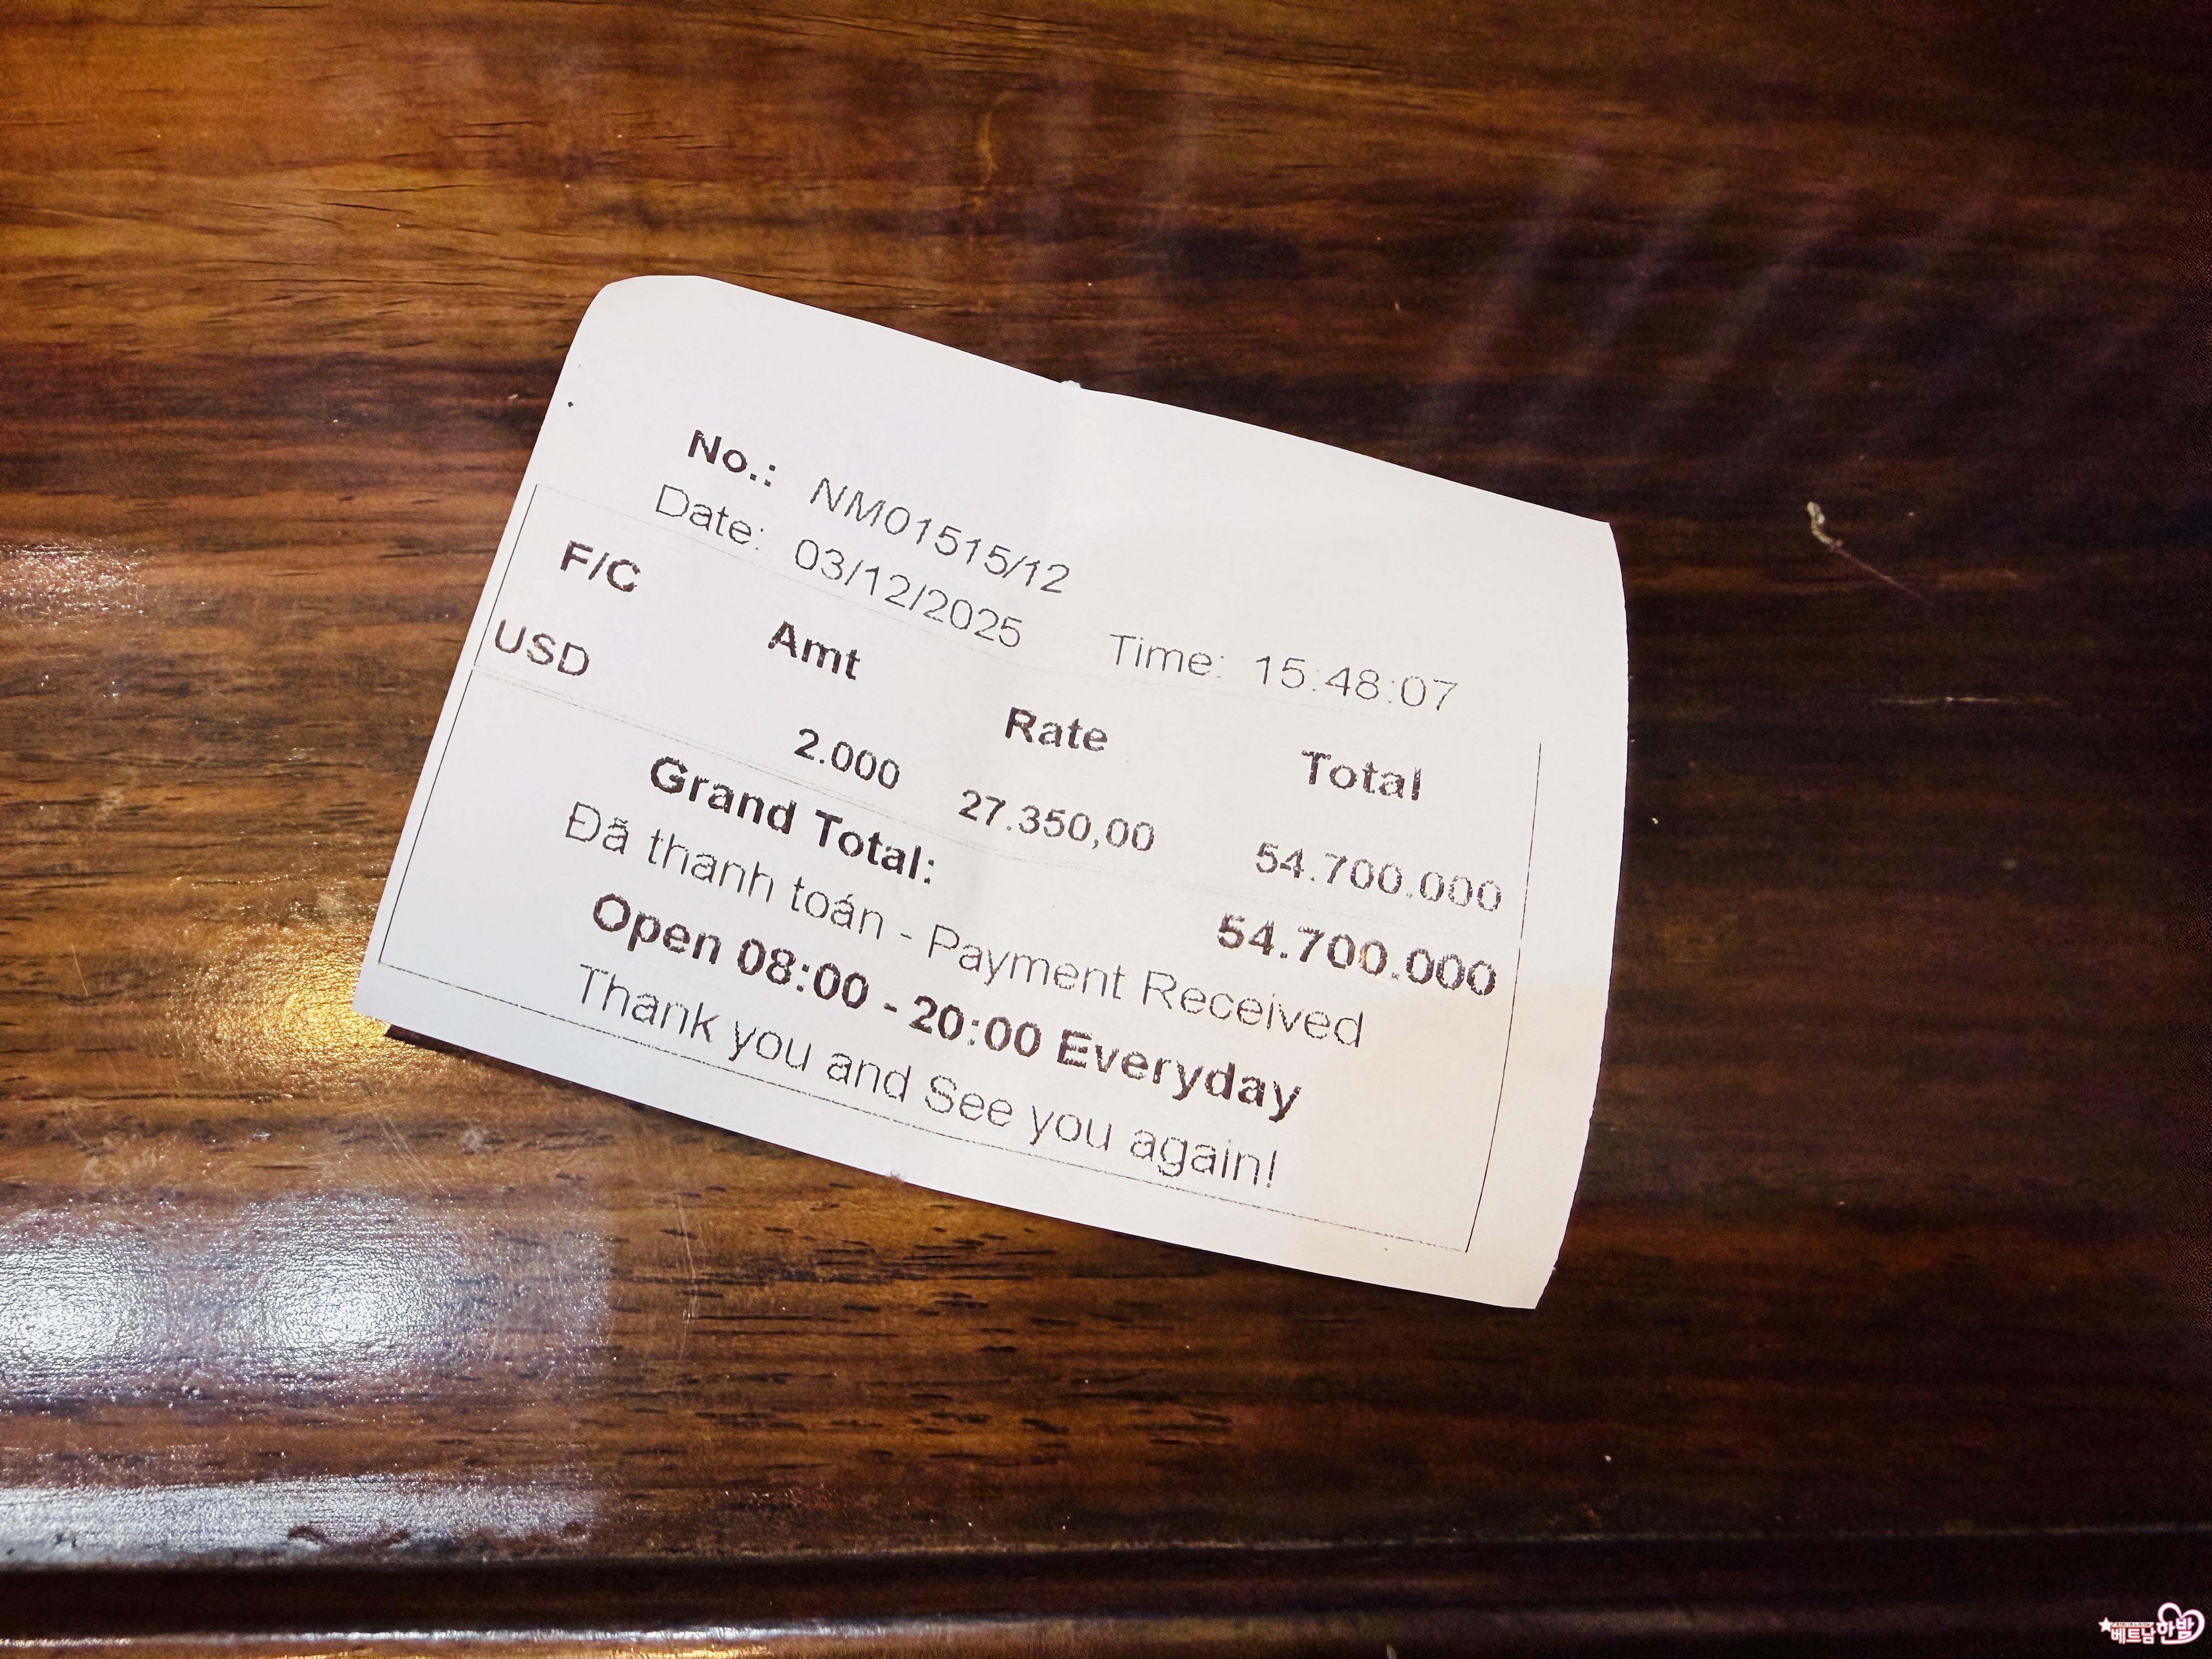 No.: NM01515/12
Date: 03/12/2025 Time: 15:48:07
F/C Amt Rate Total
USD 2.000 27.350,00 54.700.000
Grand Total: 54.700.000
Đã thanh toán - Payment Received
Open 08:00 - 20:00 Everyday
Thank you and See you again!
베트남하밤